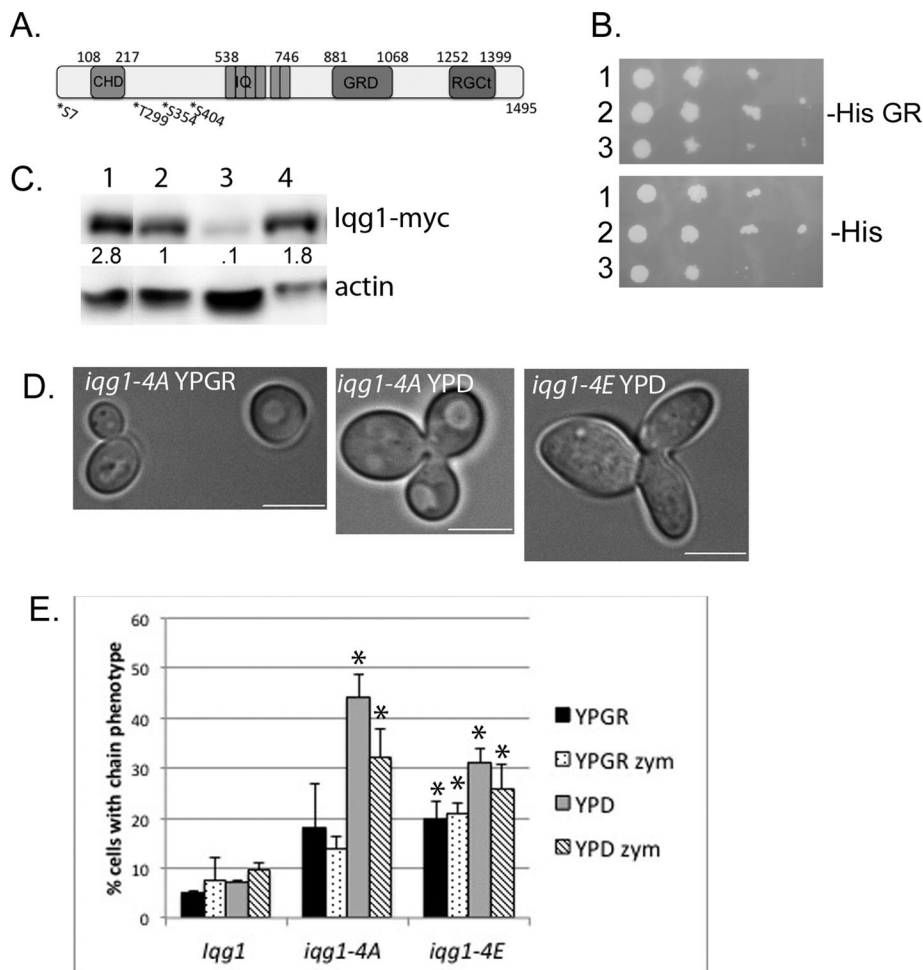 A.
108 217 538 746 881 1068 1252 1399
CHD IQ GRD RGCt
*S7 *T299 *S354 *S404 1495
B.
1
2 -His GR
3
1
2 -His
3
C.
1 2 3 4
Iqg1-myc
2.8 1 .1 1.8
actin
D.
iqg1-4A YPGR
iqg1-4A YPD
iqg1-4E YPD
E.
% cells with chain phenotype
60
50
40
30
20
10
0
* * * * * *
Iqg1 iqg1-4A iqg1-4E
YPGR
YPGR zym
YPD
YPD zym